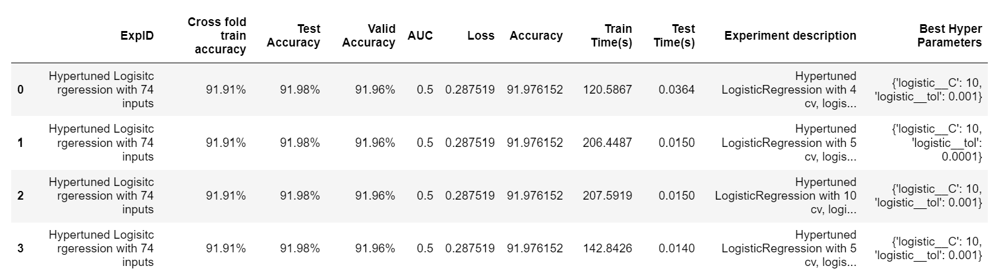 ExpID Cross fold train accuracy Test Accuracy Valid Accuracy AUC Loss Accuracy Train Time(s) Test Time(s) Experiment description Best Hyper Parameters
0 Hypertuned Logisitc rgeression with 74 inputs 91.91% 91.98% 91.96% 0.5 0.287519 91.976152 120.5867 0.0364 Hypertuned LogisticRegression with 4 cv, logis... {'logistic__C': 10, 'logistic__tol': 0.001}
1 Hypertuned Logisitc rgeression with 74 inputs 91.91% 91.98% 91.96% 0.5 0.287519 91.976152 206.4487 0.0150 Hypertuned LogisticRegression with 5 cv, logis... {'logistic__C': 10, 'logistic__tol': 0.0001}
2 Hypertuned Logisitc rgeression with 74 inputs 91.91% 91.98% 91.96% 0.5 0.287519 91.976152 207.5919 0.0150 Hypertuned LogisticRegression with 10 cv, logi... {'logistic__C': 10, 'logistic__tol': 0.001}
3 Hypertuned Logisitc rgeression with 74 inputs 91.91% 91.98% 91.96% 0.5 0.287519 91.976152 142.8426 0.0140 Hypertuned LogisticRegression with 5 cv, logis... {'logistic__C': 10, 'logistic__tol': 0.001}